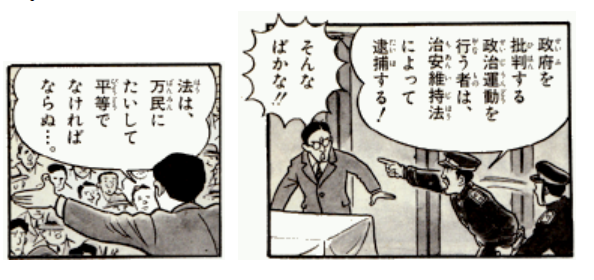 政府を
批判する
政治運動を
行う者は、
治安維持法
によって
逮捕する！
そんな
ばかな!!
法は、
万民に
たいして
平等で
なければ
ならぬ…。